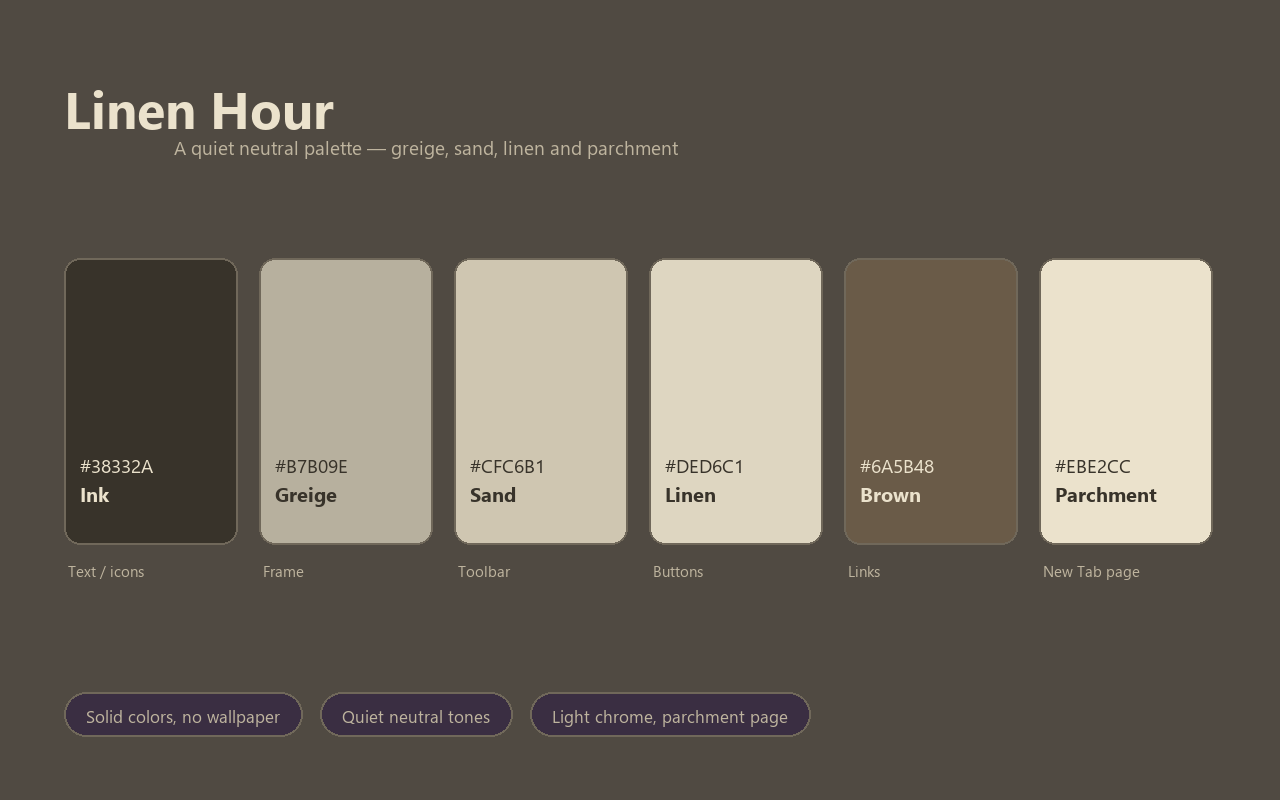 Linen Hour
A quiet neutral palette — greige, sand, linen and parchment
#38332A
Ink
Text / icons
#B7B09E
Greige
Frame
#CFC6B1
Sand
Toolbar
#DED6C1
Linen
Buttons
#6A5B48
Brown
Links
#EBE2CC
Parchment
New Tab page
Solid colors, no wallpaper
Quiet neutral tones
Light chrome, parchment page